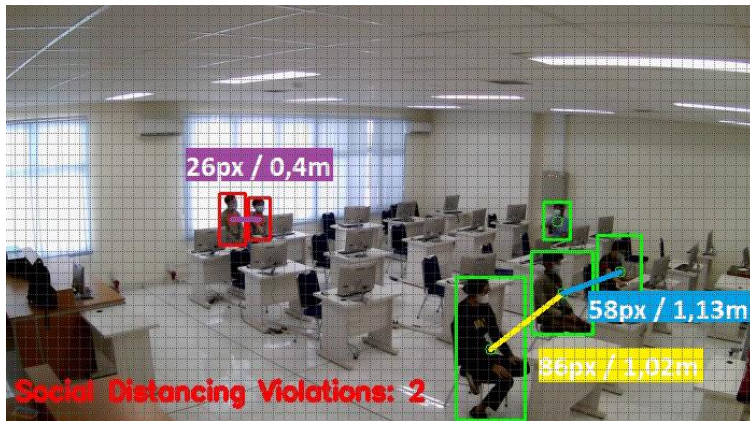 26px / 0,4m
58px / 1,13m
86px / 1,02m
Social Distancing Violations: 2